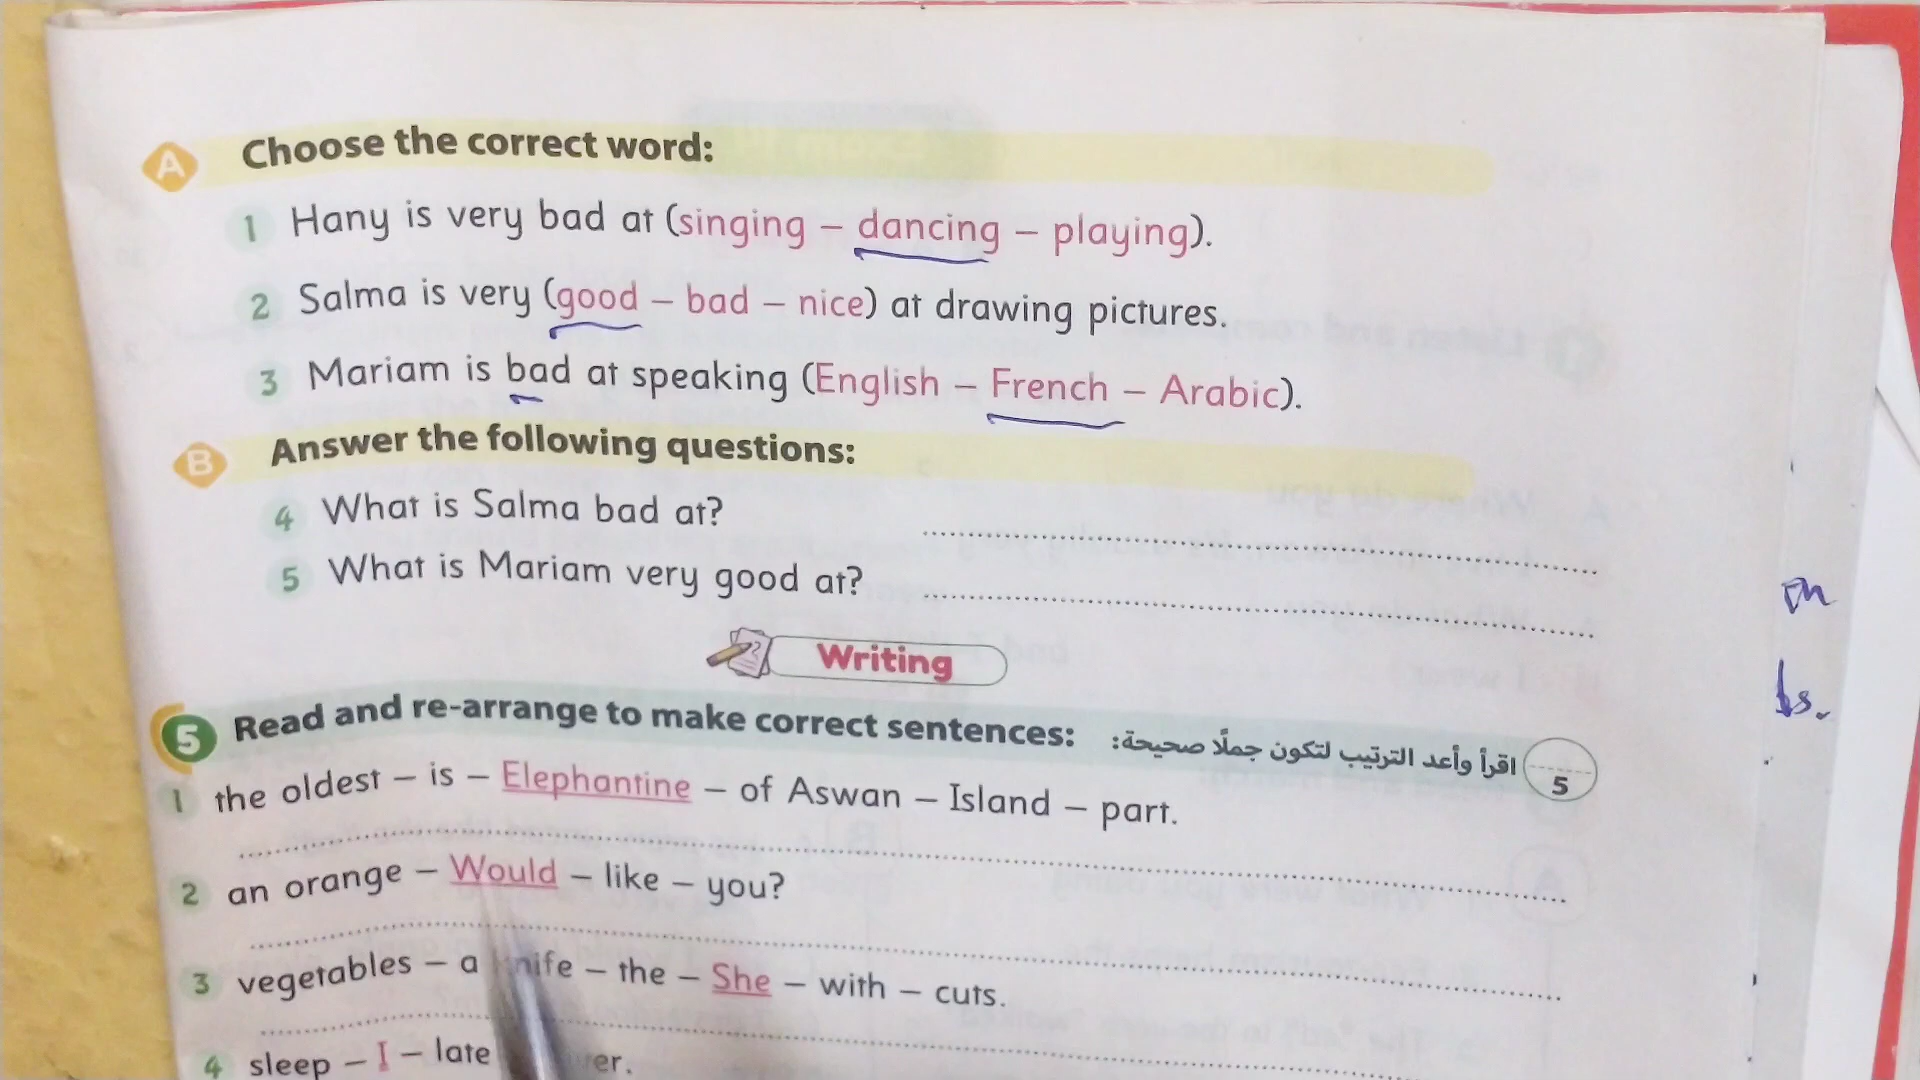 A Choose the correct word:
1 Hany is very bad at (singing – dancing – playing).
2 Salma is very (good – bad – nice) at drawing pictures.
3 Mariam is bad at speaking (English – French – Arabic).
B Answer the following questions:
4 What is Salma bad at?
5 What is Mariam very good at?
Writing
5 Read and re-arrange to make correct sentences: اقرأ وأعد الترتيب لتكون جملًا صحيحة: 5
1 the oldest – is – Elephantine – of Aswan – Island – part.
2 an orange – Would – like – you?
3 vegetables – a knife – the – She – with – cuts.
4 sleep – I – late